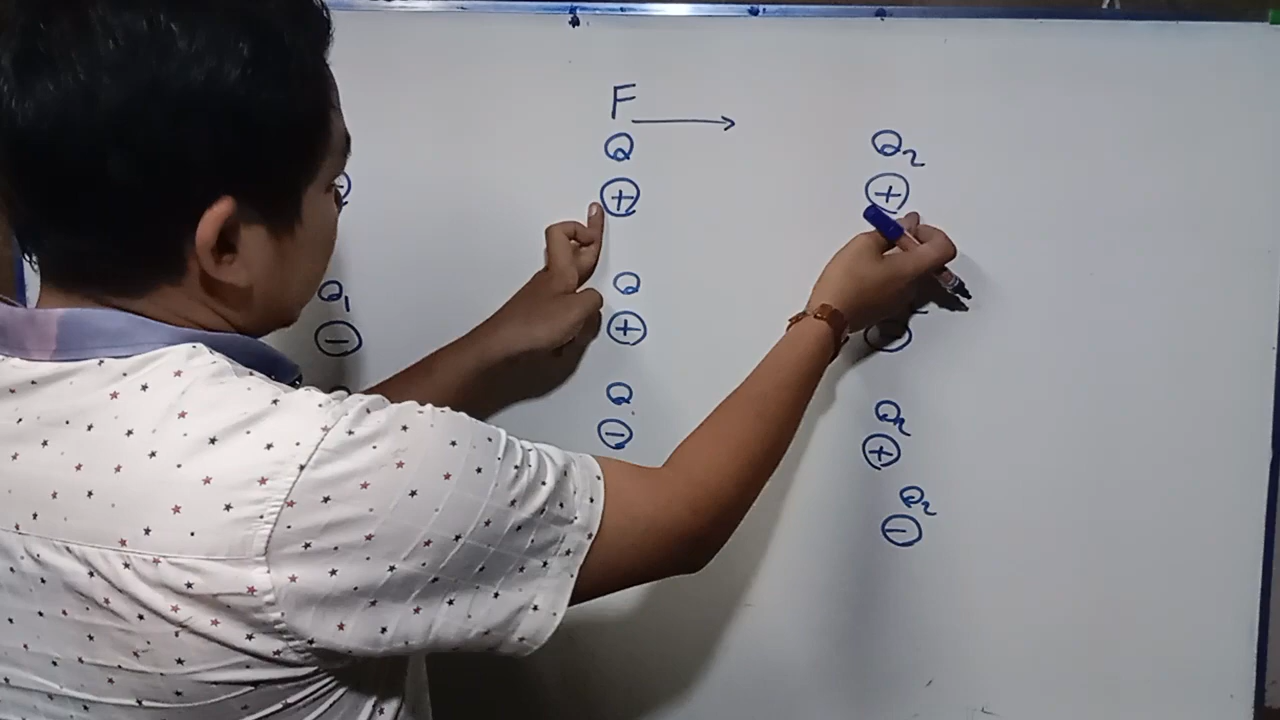 F →
Q Q₂
⊕ ⊕
Q₁ Q
⊖ ⊕
Q Q₂
⊖ ⊕
Q₂
⊖